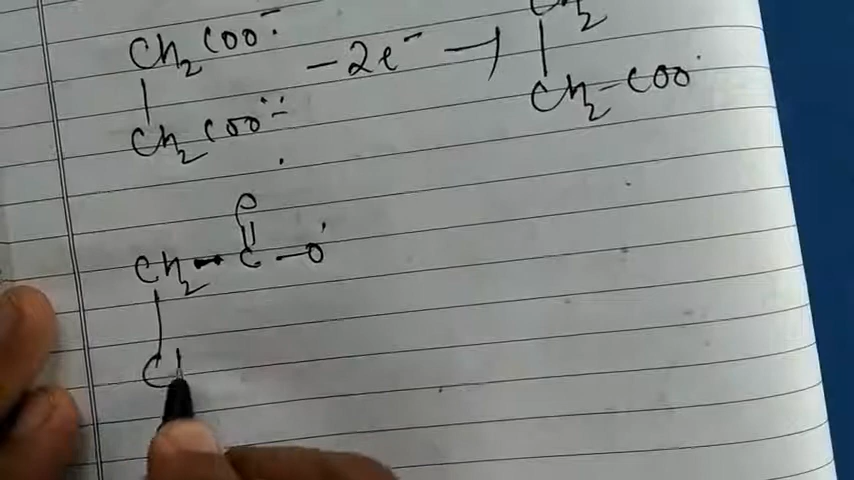 CH₂COO⁻ – 2e⁻ → CH₂
|
CH₂COO⁻ CH₂–COO·
O
||
CH₂–C–O·
|
C